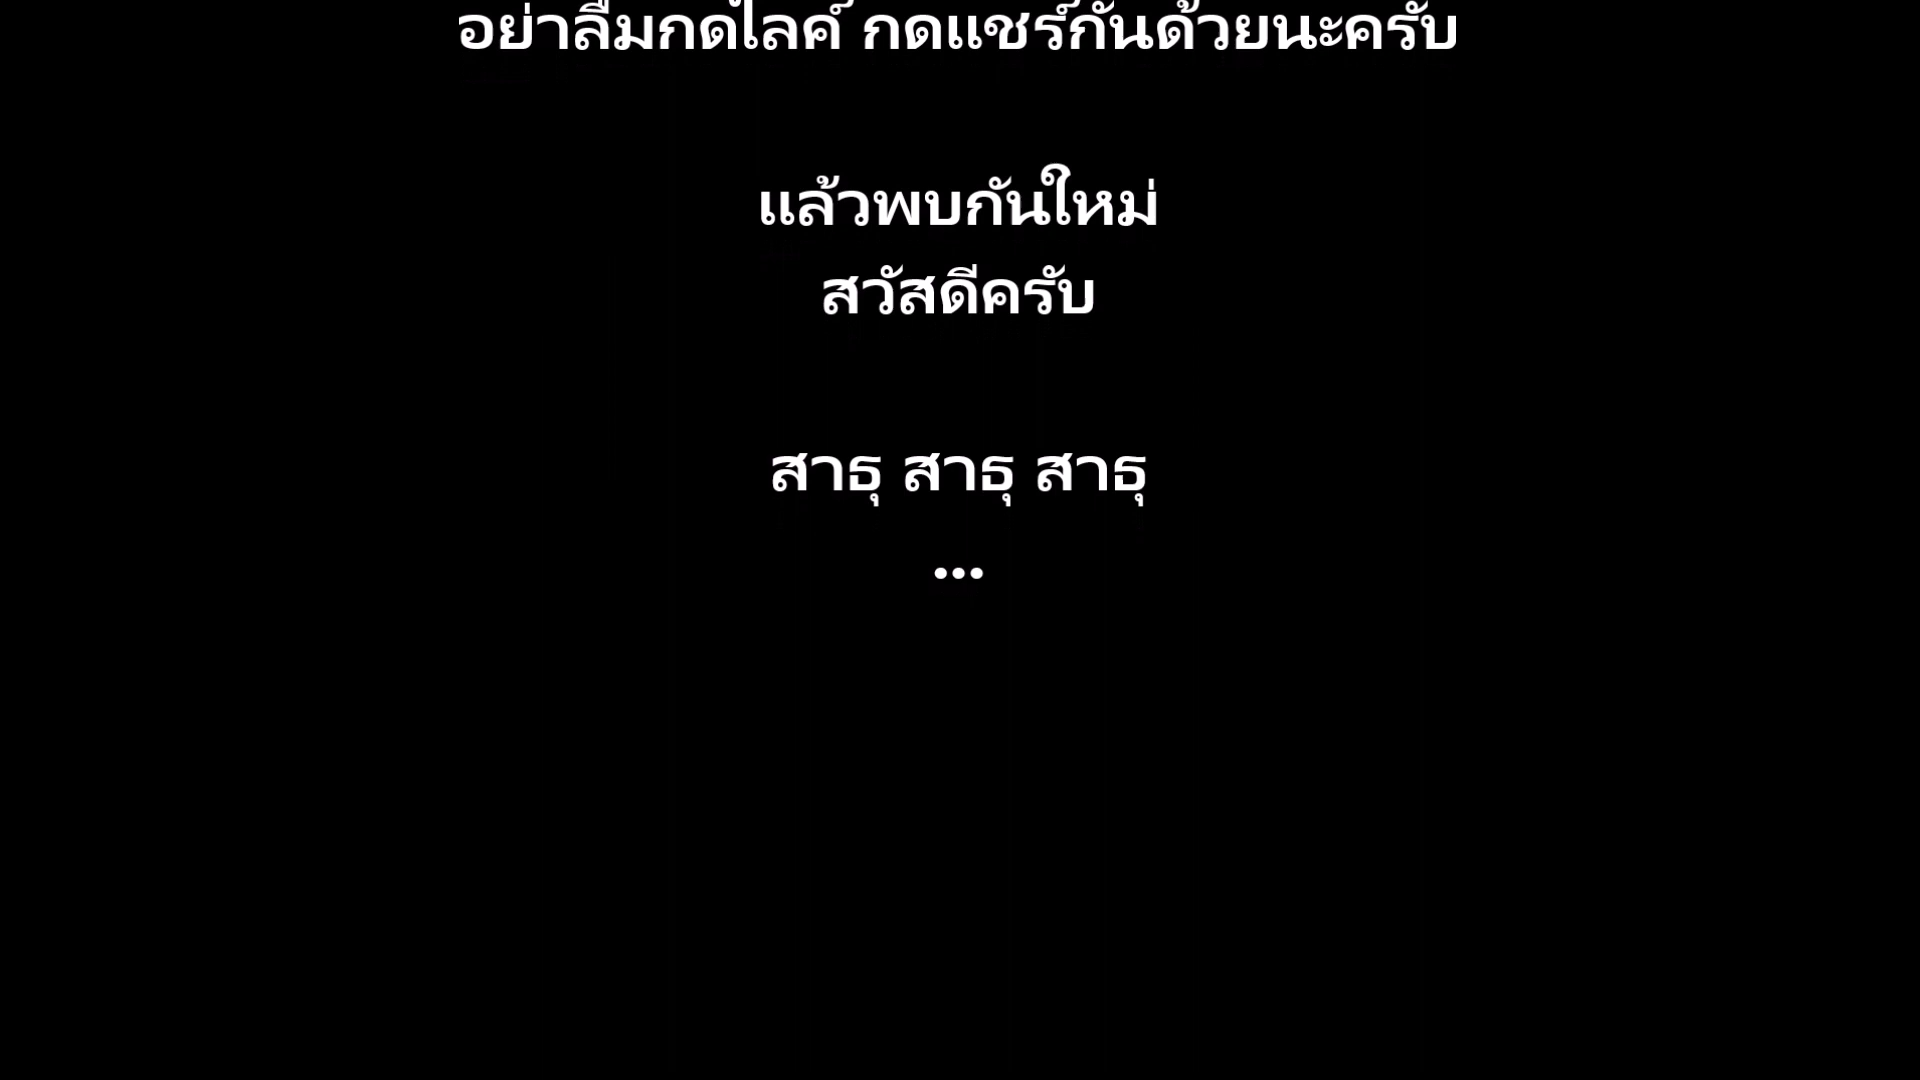 อย่าลืมกดไลค์ กดแชร์กันด้วยนะครับ
แล้วพบกันใหม่
สวัสดีครับ
สาธุ สาธุ สาธุ
...